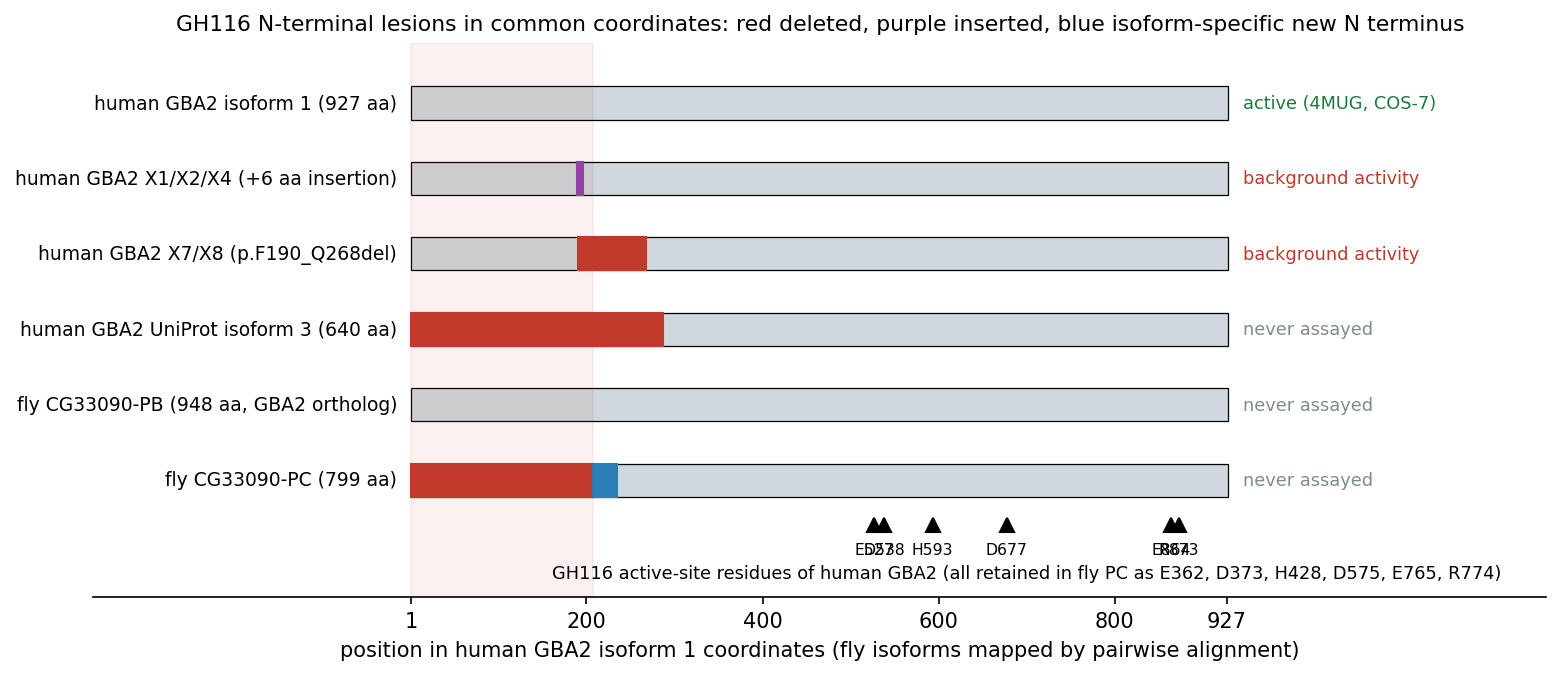 GH116 N-terminal lesions in common coordinates: red deleted, purple inserted, blue isoform-specific new N terminus
human GBA2 isoform 1 (927 aa)
active (4MUG, COS-7)
human GBA2 X1/X2/X4 (+6 aa insertion)
background activity
human GBA2 X7/X8 (p.F190_Q268del)
background activity
human GBA2 UniProt isoform 3 (640 aa)
never assayed
fly CG33090-PB (948 aa, GBA2 ortholog)
never assayed
fly CG33090-PC (799 aa)
never assayed
H593 D677
GH116 active-site residues of human GBA2 (all retained in fly PC as E362, D373, H428, D575, E765, R774)
1 200 400 600 800 927
position in human GBA2 isoform 1 coordinates (fly isoforms mapped by pairwise alignment)